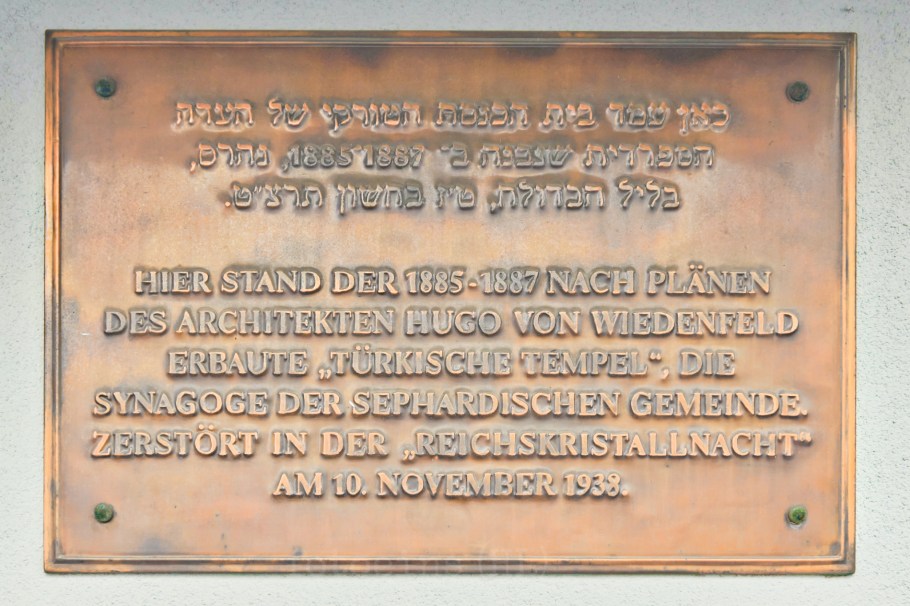 כאן עמד בית הכנסת הטורקי של העדה
הספרדית שנבנה ב־ 1885-1887, נהרס,
בליל הבדולח, ט״ז בחשון תרצ״ט.
HIER STAND DER 1885-1887 NACH PLÄNEN
DES ARCHITEKTEN HUGO VON WIEDENFELD
ERBAUTE „TÜRKISCHE TEMPEL“, DIE
SYNAGOGE DER SEPHARDISCHEN GEMEINDE.
ZERSTÖRT IN DER „REICHSKRISTALLNACHT“
AM 10. NOVEMBER 1938.